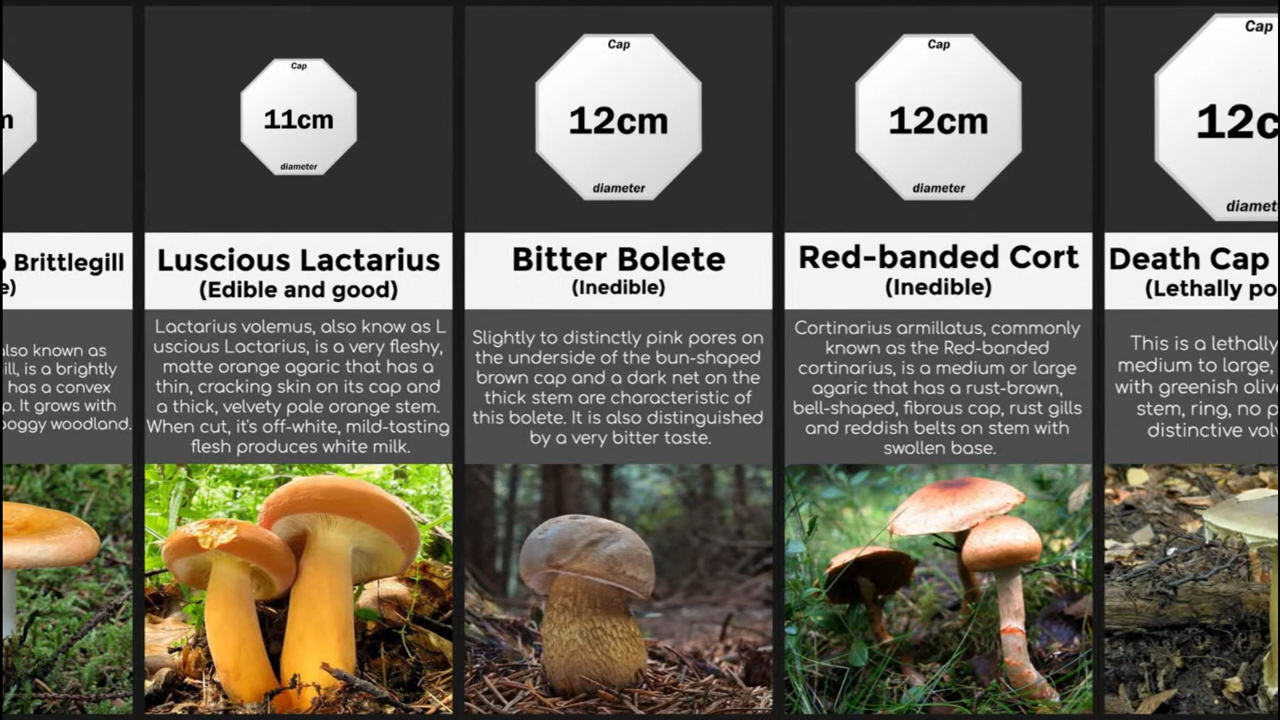 m
Brittlegill
e)
also known as
ill, is a brightly
has a convex
p. It grows with
boggy woodland.
Cap
11cm
diameter
Luscious Lactarius
(Edible and good)
Lactarius volemus, also know as L
uscious Lactarius, is a very fleshy,
matte orange agaric that has a
thin, cracking skin on its cap and
a thick, velvety pale orange stem.
When cut, it's off-white, mild-tasting
flesh produces white milk.
Cap
12cm
diameter
Bitter Bolete
(Inedible)
Slightly to distinctly pink pores on
the underside of the bun-shaped
brown cap and a dark net on the
thick stem are characteristic of
this bolete. It is also distinguished
by a very bitter taste.
Cap
12cm
diameter
Red-banded Cort
(Inedible)
Cortinarius armillatus, commonly
known as the Red-banded
cortinarius, is a medium or large
agaric that has a rust-brown,
bell-shaped, fibrous cap, rust gills
and reddish belts on stem with
swollen base.
Cap
12c
diamet
Death Cap
(Lethally po
This is a lethally
medium to large,
with greenish oliv
stem, ring, no p
distinctive vol